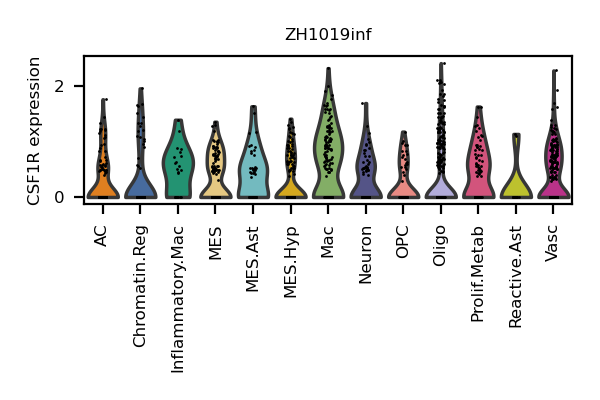 ZH1019inf
CSF1R expression
2
0
AC
Chromatin.Reg
Inflammatory.Mac
MES
MES.Ast
MES.Hyp
Mac
Neuron
OPC
Oligo
Prolif.Metab
Reactive.Ast
Vasc